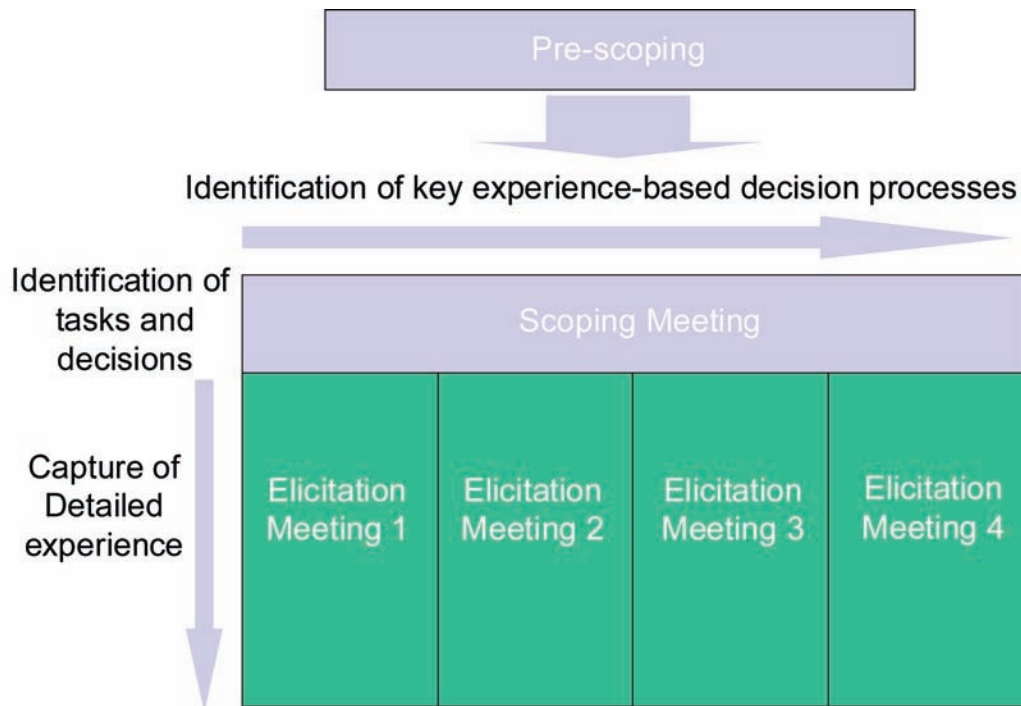 Pre-scoping
Identification of key experience-based decision processes
Identification of
tasks and
decisions
Scoping Meeting
Capture of
Detailed
experience
Elicitation
Meeting 1
Elicitation
Meeting 2
Elicitation
Meeting 3
Elicitation
Meeting 4